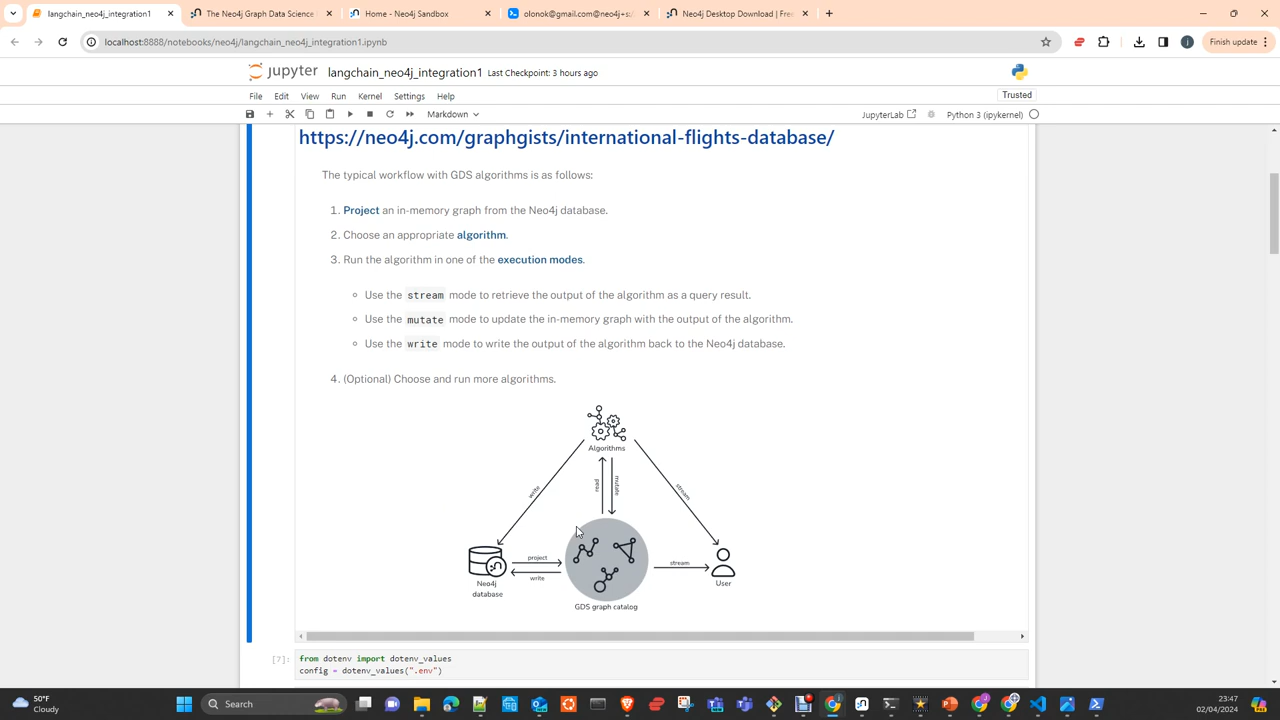 langchain_neo4j_integration1
The Neo4j Graph Data Science
Home - Neo4j Sandbox
olonok@gmail.com@neo4j+s:/
Neo4j Desktop Download | Free
localhost:8888/notebooks/neo4j/langchain_neo4j_integration1.ipynb
Finish update
jupyter
langchain_neo4j_integration1 Last Checkpoint: 3 hours ago
File Edit View Run Kernel Settings Help
Trusted
Markdown
JupyterLab
Python 3 (ipykernel)
https://neo4j.com/graphgists/international-flights-database/
The typical workflow with GDS algorithms is as follows:
1. Project an in-memory graph from the Neo4j database.
2. Choose an appropriate algorithm.
3. Run the algorithm in one of the execution modes.
Use the stream mode to retrieve the output of the algorithm as a query result.
Use the mutate mode to update the in-memory graph with the output of the algorithm.
Use the write mode to write the output of the algorithm back to the Neo4j database.
4. (Optional) Choose and run more algorithms.
Algorithms
write
read
mutate
stream
project
write
stream
Neo4j
database
User
GDS graph catalog
[7]:
from dotenv import dotenv_values
config = dotenv_values(".env")
50°F
Cloudy
Search
23:47
02/04/2024